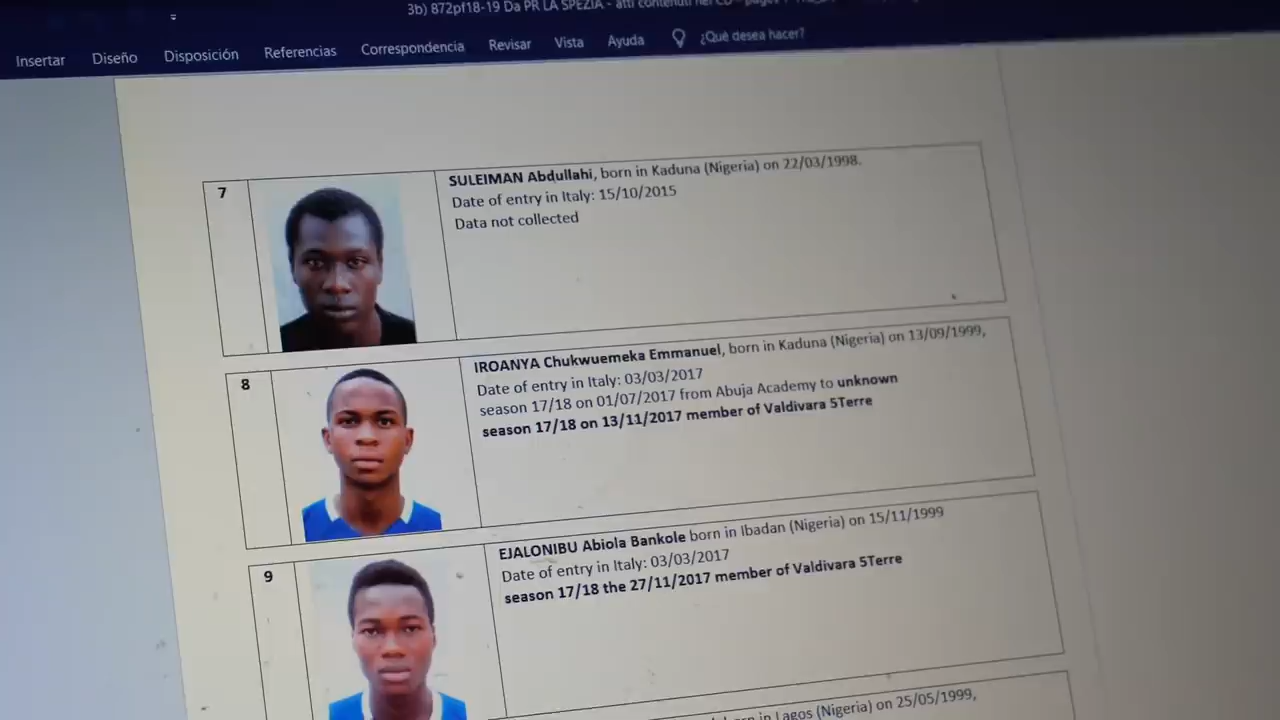 3b) 872pf18-19 Da PR LA SPEZIA - atti contenuti nel CD - pages
Insertar Diseño Disposición Referencias Correspondencia Revisar Vista Ayuda ¿Qué desea hacer?
7
SULEIMAN Abdullahi, born in Kaduna (Nigeria) on 22/03/1998.
Date of entry in Italy: 15/10/2015
Data not collected
8
IROANYA Chukwuemeka Emmanuel, born in Kaduna (Nigeria) on 13/09/1999,
Date of entry in Italy: 03/03/2017
season 17/18 on 01/07/2017 from Abuja Academy to unknown
season 17/18 on 13/11/2017 member of Valdivara 5Terre
9
EJALONIBU Abiola Bankole born in Ibadan (Nigeria) on 15/11/1999
Date of entry in Italy: 03/03/2017
season 17/18 the 27/11/2017 member of Valdivara 5Terre
born in Lagos (Nigeria) on 25/05/1999,